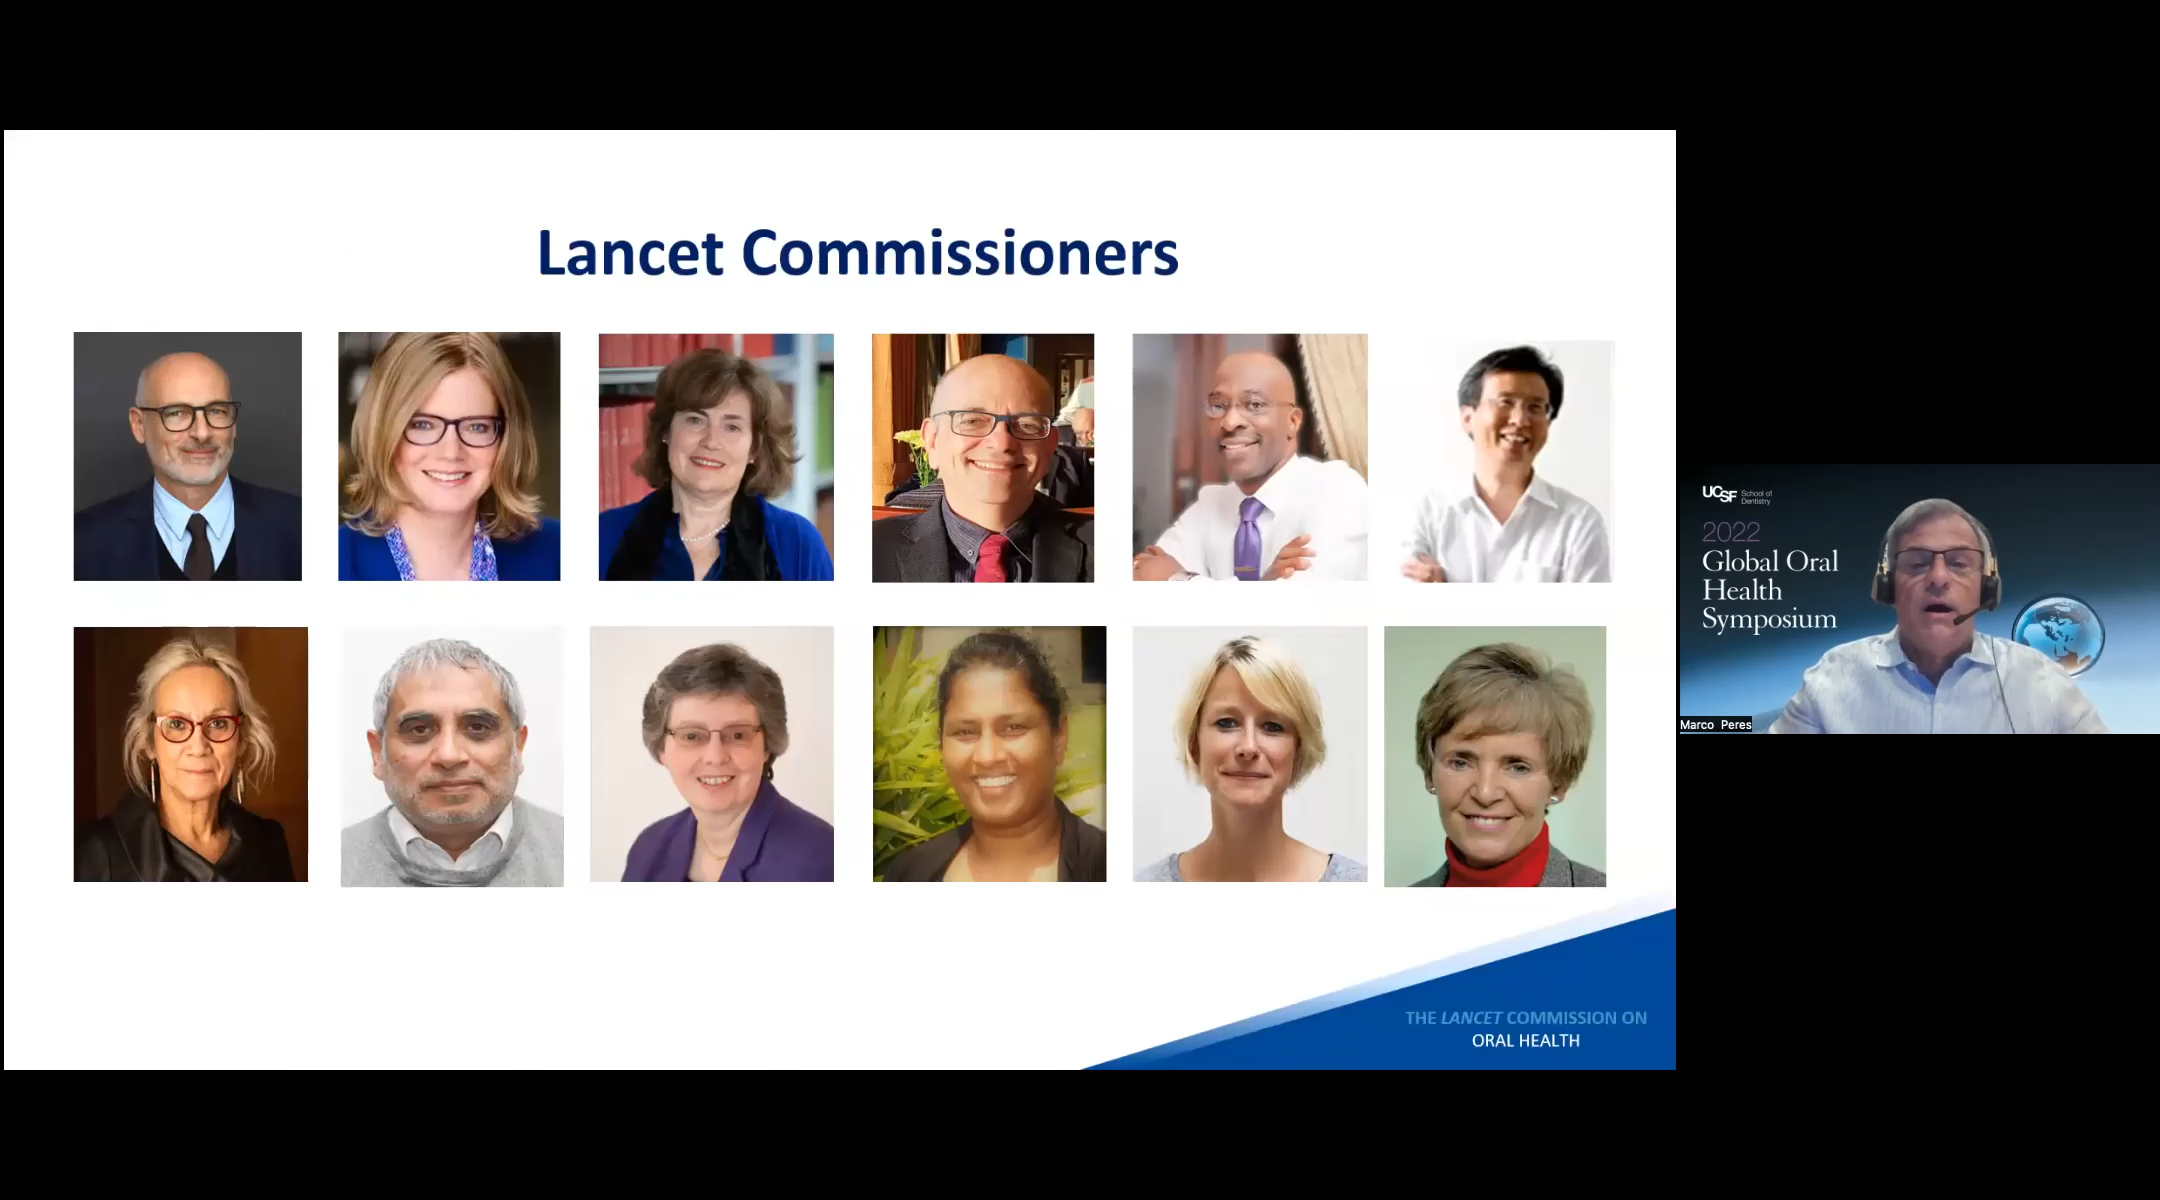 Lancet Commissioners
THE LANCET COMMISSION ON
ORAL HEALTH
UCSF School of
Dentistry
2022
Global Oral
Health
Symposium
Marco Peres